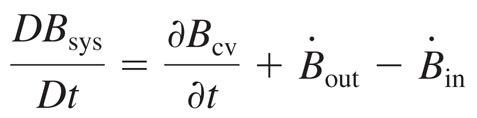 DB_sys/Dt = ∂B_cv/∂t + Ḃ_out − Ḃ_in